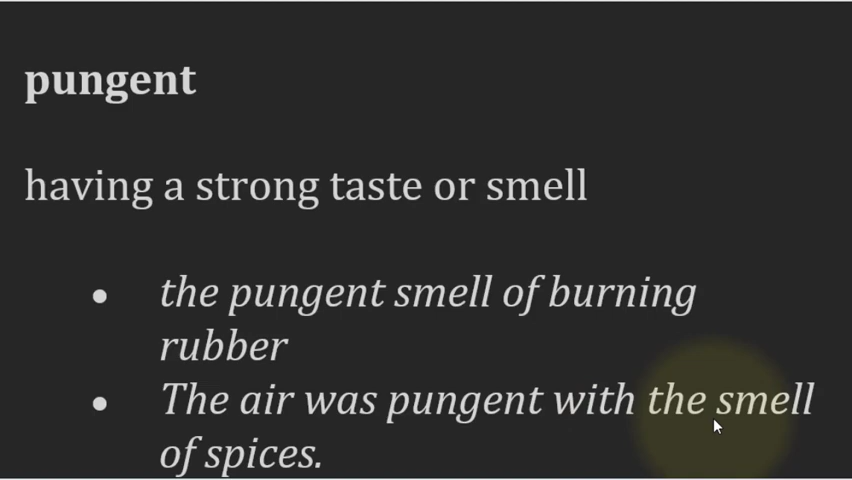 pungent
having a strong taste or smell
• the pungent smell of burning
rubber
• The air was pungent with the smell
of spices.